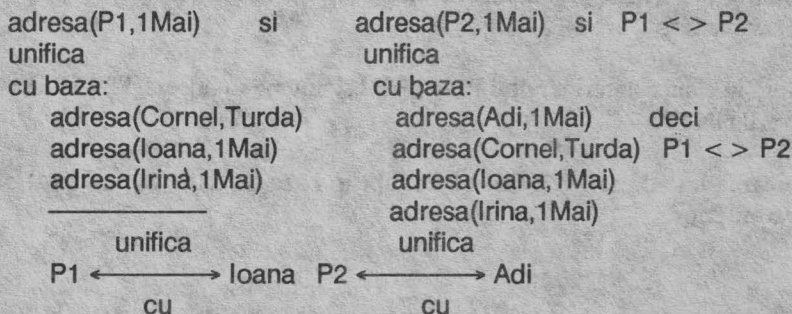 adresa(P1,1Mai) si adresa(P2,1Mai) si P1 < > P2
unifica unifica
cu baza: cu baza:
adresa(Cornel,Turda) adresa(Adi,1Mai) deci
adresa(Ioana,1Mai) adresa(Cornel,Turda) P1 < > P2
adresa(Irina,1Mai) adresa(Ioana,1Mai)
adresa(Irina,1Mai)
unifica unifica
P1 ←→ Ioana P2 ←→ Adi
cu cu